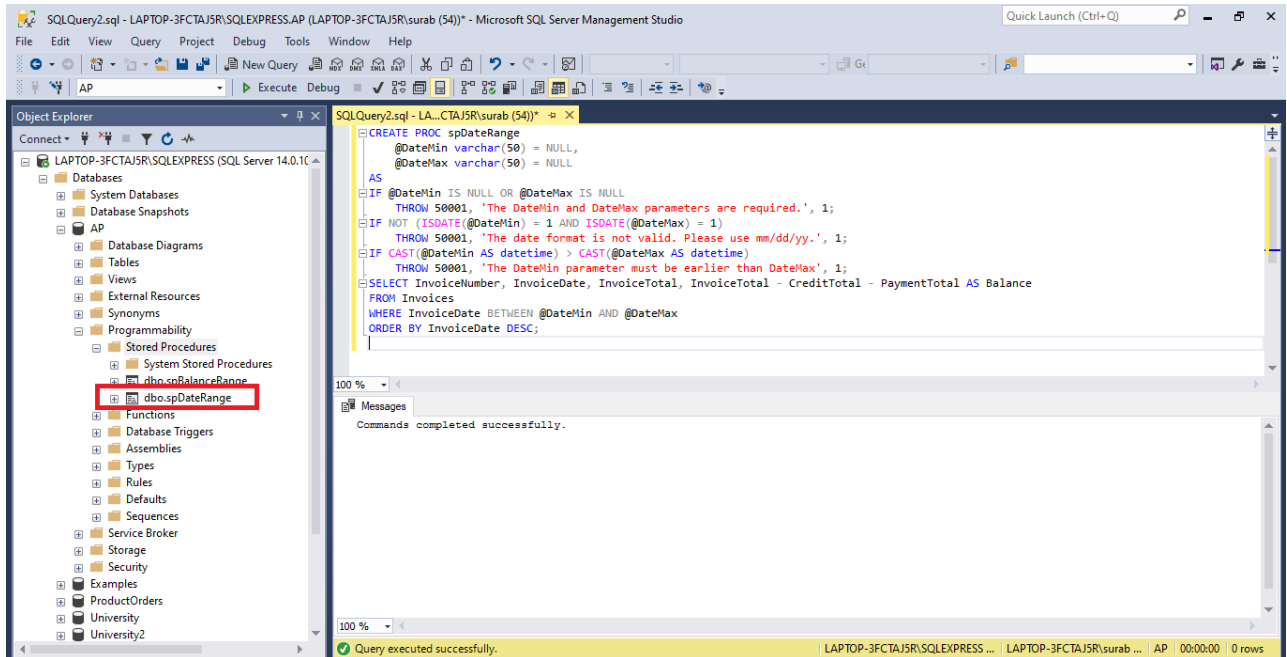 SQLQuery2.sql - LAPTOP-3FCTAJ5R\SQLEXPRESS.AP (LAPTOP-3FCTAJ5R\surab (54))* - Microsoft SQL Server Management Studio
Quick Launch (Ctrl+Q)
File Edit View Query Project Debug Tools Window Help
New Query
AP
Execute Debug
Object Explorer
Connect
LAPTOP-3FCTAJ5R\SQLEXPRESS (SQL Server 14.0.10
Databases
System Databases
Database Snapshots
AP
Database Diagrams
Tables
Views
External Resources
Synonyms
Programmability
Stored Procedures
System Stored Procedures
dbo.spBalanceRange
dbo.spDateRange
Functions
Database Triggers
Assemblies
Types
Rules
Defaults
Sequences
Service Broker
Storage
Security
Examples
ProductOrders
University
University2
SQLQuery2.sql - LA...CTAJ5R\surab (54))*
CREATE PROC spDateRange
@DateMin varchar(50) = NULL,
@DateMax varchar(50) = NULL
AS
IF @DateMin IS NULL OR @DateMax IS NULL
THROW 50001, 'The DateMin and DateMax parameters are required.', 1;
IF NOT (ISDATE(@DateMin) = 1 AND ISDATE(@DateMax) = 1)
THROW 50001, 'The date format is not valid. Please use mm/dd/yy.', 1;
IF CAST(@DateMin AS datetime) > CAST(@DateMax AS datetime)
THROW 50001, 'The DateMin parameter must be earlier than DateMax', 1;
SELECT InvoiceNumber, InvoiceDate, InvoiceTotal, InvoiceTotal - CreditTotal - PaymentTotal AS Balance
FROM Invoices
WHERE InvoiceDate BETWEEN @DateMin AND @DateMax
ORDER BY InvoiceDate DESC;
100 %
Messages
Commands completed successfully.
100 %
Query executed successfully.
LAPTOP-3FCTAJ5R\SQLEXPRESS ... LAPTOP-3FCTAJ5R\surab ... AP 00:00:00 0 rows